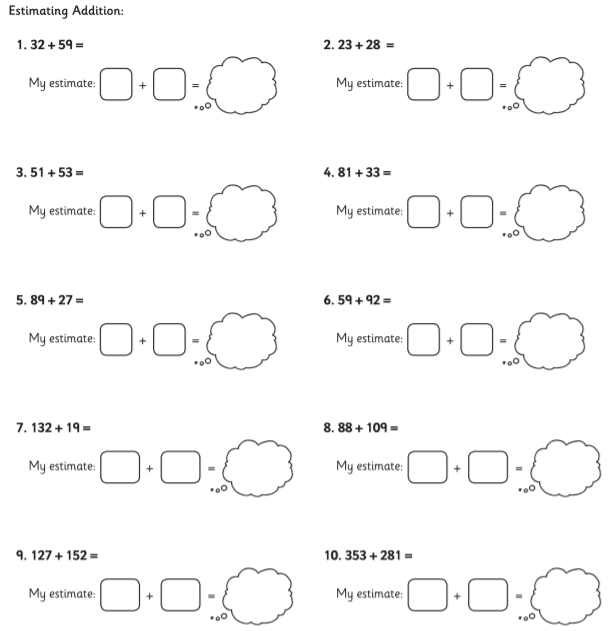 Estimating Addition:
1. 32 + 59 =
2. 23 + 28 =
My estimate: + =
My estimate: + =
3. 51 + 53 =
4. 81 + 33 =
My estimate: + =
My estimate: + =
5. 89 + 27 =
6. 59 + 92 =
My estimate: + =
My estimate: + =
7. 132 + 19 =
8. 88 + 109 =
My estimate: + =
My estimate: + =
9. 127 + 152 =
10. 353 + 281 =
My estimate: + =
My estimate: + =